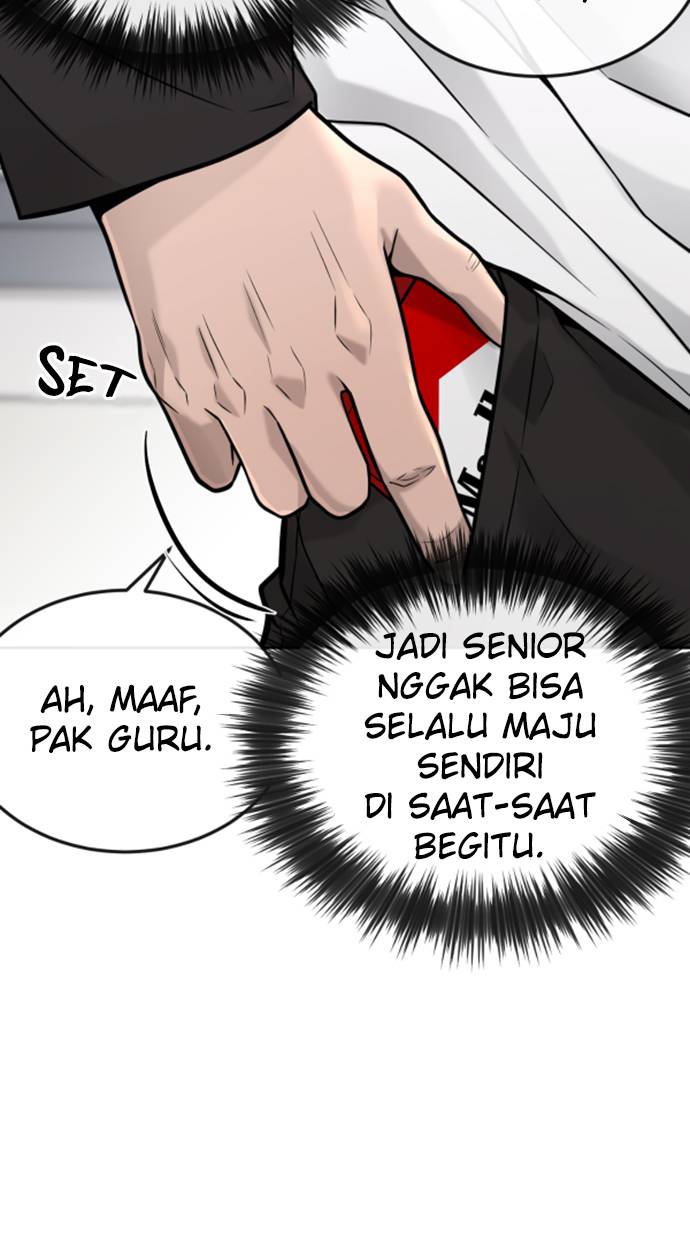 SET
AH, MAAF,
PAK GURU.
JADI SENIOR
NGGAK BISA
SELALU MAJU
SENDIRI
DI SAAT-SAAT
BEGITU.